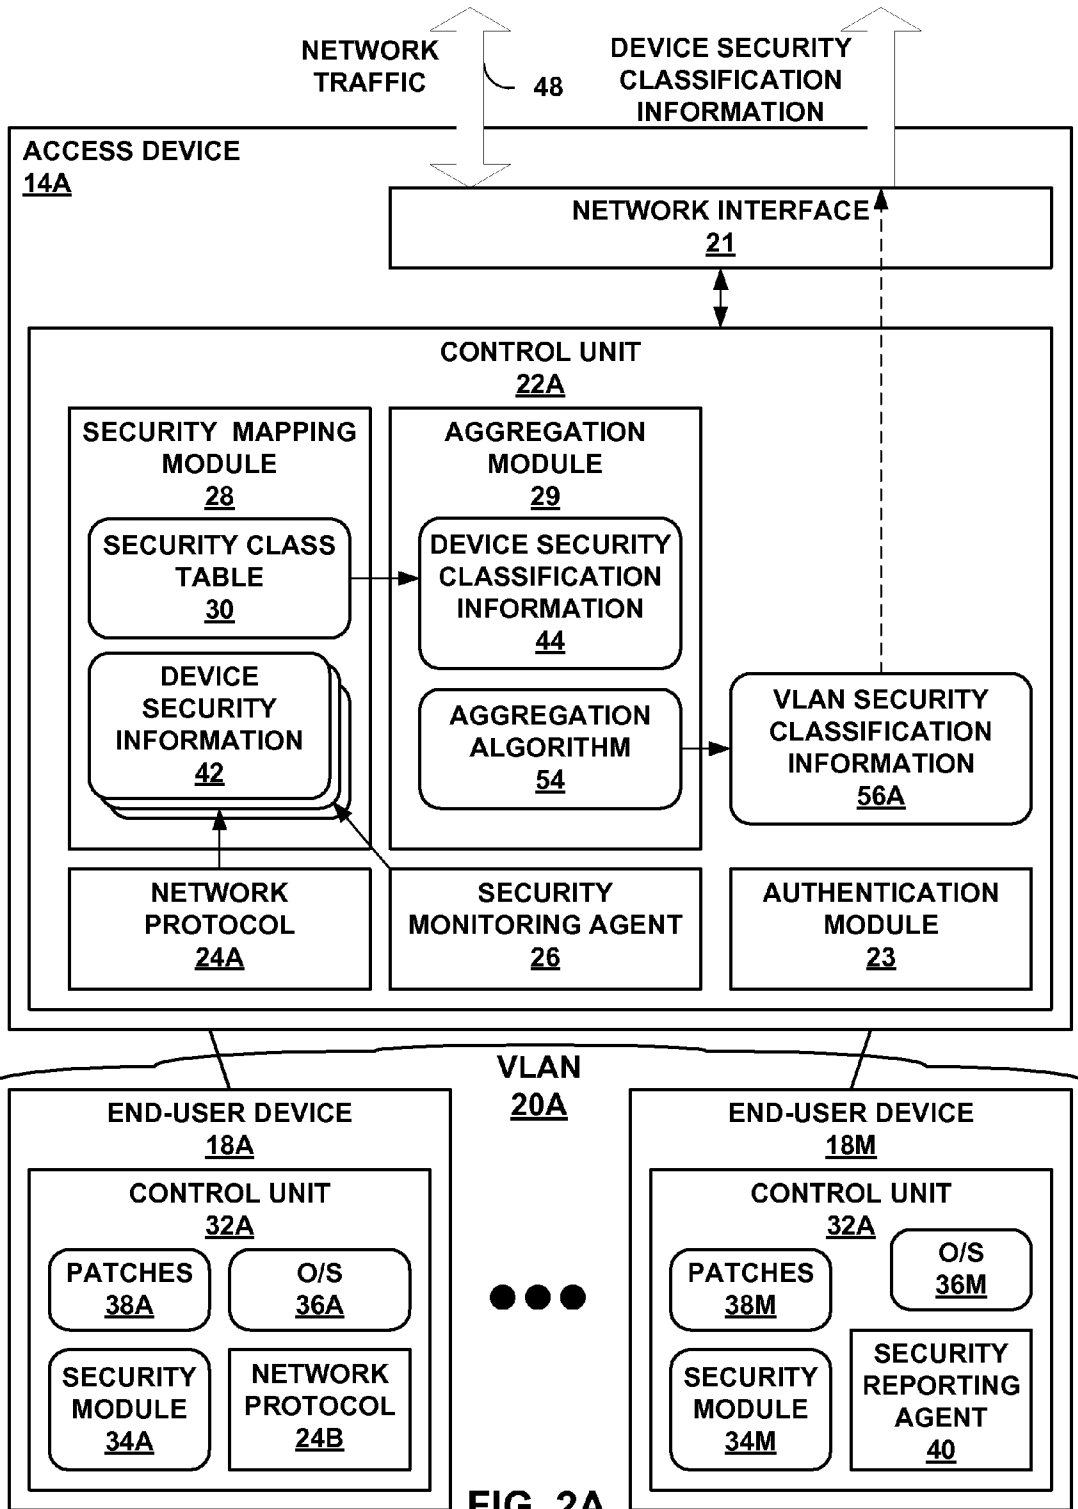 NETWORK
TRAFFIC
48
DEVICE SECURITY
CLASSIFICATION
INFORMATION
ACCESS DEVICE
14A
NETWORK INTERFACE
21
CONTROL UNIT
22A
SECURITY MAPPING
MODULE
28
SECURITY CLASS
TABLE
30
DEVICE
SECURITY
INFORMATION
42
AGGREGATION
MODULE
29
DEVICE SECURITY
CLASSIFICATION
INFORMATION
44
AGGREGATION
ALGORITHM
54
VLAN SECURITY
CLASSIFICATION
INFORMATION
56A
NETWORK
PROTOCOL
24A
SECURITY
MONITORING AGENT
26
AUTHENTICATION
MODULE
23
VLAN
20A
END-USER DEVICE
18A
CONTROL UNIT
32A
PATCHES
38A
O/S
36A
SECURITY
MODULE
34A
NETWORK
PROTOCOL
24B
END-USER DEVICE
18M
CONTROL UNIT
32A
PATCHES
38M
O/S
36M
SECURITY
MODULE
34M
SECURITY
REPORTING
AGENT
40
FIG. 2A